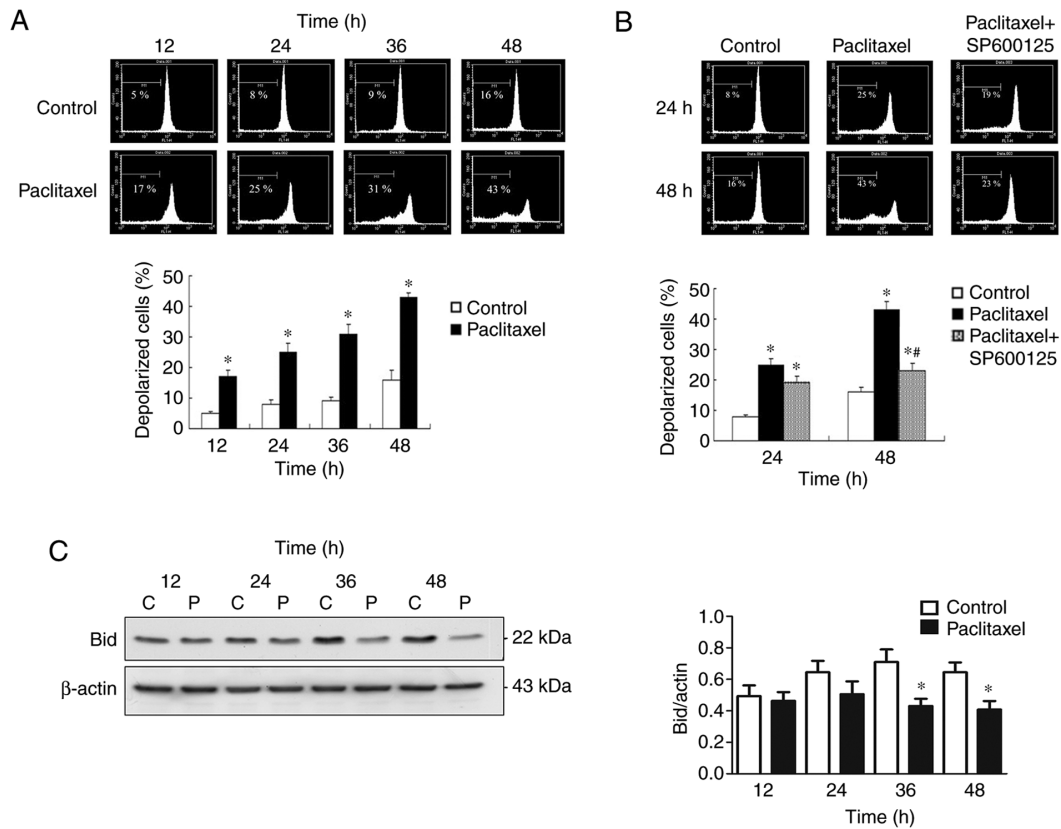 A
Time (h)
12 24 36 48
Control
5 %
8 %
9 %
16 %
Paclitaxel
17 %
25 %
31 %
43 %
Depolarized cells (%)
50
40
30
20
10
0
12 24 36 48
Time (h)
Control
Paclitaxel
B
Control Paclitaxel Paclitaxel+
SP600125
24 h
8 %
25 %
19 %
48 h
16 %
43 %
23 %
Depolarized cells (%)
50
40
30
20
10
0
* * * *#
24 48
Time (h)
Control
Paclitaxel
Paclitaxel+
SP600125
C
Time (h)
12 24 36 48
C P C P C P C P
Bid
22 kDa
β-actin
43 kDa
Bid/actin
1.0
0.8
0.6
0.4
0.2
0.0
* *
12 24 36 48
Time (h)
Control
Paclitaxel